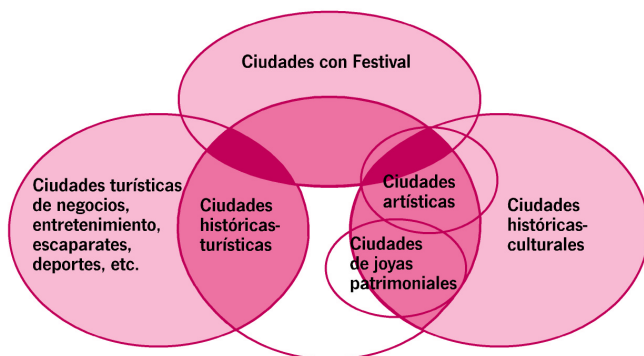 Ciudades con Festival
Ciudades turísticas
de negocios,
entretenimiento,
escaparates,
deportes, etc.
Ciudades
históricas-
turísticas
Ciudades
artísticas
Ciudades
de joyas
patrimoniales
Ciudades
históricas-
culturales